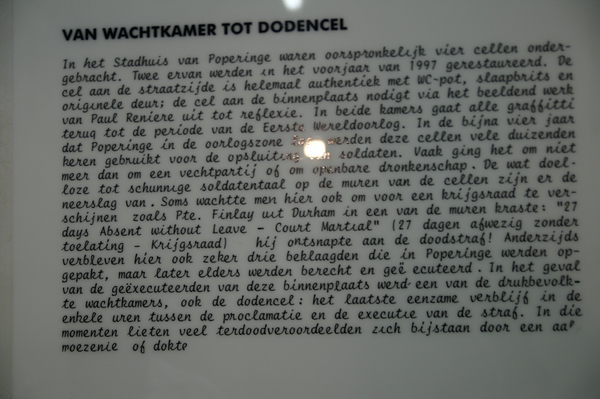 VAN WACHTKAMER TOT DODENCEL
In het Stadhuis van Poperinge waren oorspronkelijk vier cellen onder-
gebracht. Twee ervan werden in het voorjaar van 1997 gerestaureerd. De
cel aan de straatzijde is helemaal authentiek met WC-pot, slaapbrits en
originele deur; de cel aan de binnenplaats nodigt via het beeldend werk
van Paul Reniere uit tot reflexie. In beide kamers gaat alle graffitti
terug tot de periode van de Eerste Wereldoorlog. In de bijna vier jaar
dat Poperinge in de oorlogszone werden deze cellen vele duizenden
keren gebruikt voor de opsluiting van soldaten. Vaak ging het om niet
meer dan om een vechtpartij of om openbare dronkenschap. De wat doel-
loze tot schunnige soldatentaal op de muren van de cellen zijn er de
neerslag van. Soms wachtte men hier ook om voor een krijgsraad te ver-
schijnen zoals Pte. Finlay uit Durham in een van de muren kraste: "27
days Absent without Leave - Court Martial" (27 dagen afwezig zonder
toelating - Krijgsraad) hij ontsnapte aan de doodstraf! Anderzijds
verbleven hier ook zeker drie beklaagden die in Poperinge werden op-
gepakt, maar later elders werden berecht en geë ecuteerd. In het geval
van de geëxecuteerden van deze binnenplaats werd een van de drukbevolk-
te wachtkamers, ook de dodencel: het laatste eenzame verblijf in de
enkele uren tussen de proclamatie en de executie van de straf. In die
momenten lieten veel terdoodveroordeelden zich bijstaan door een aa
moezenie of dokte